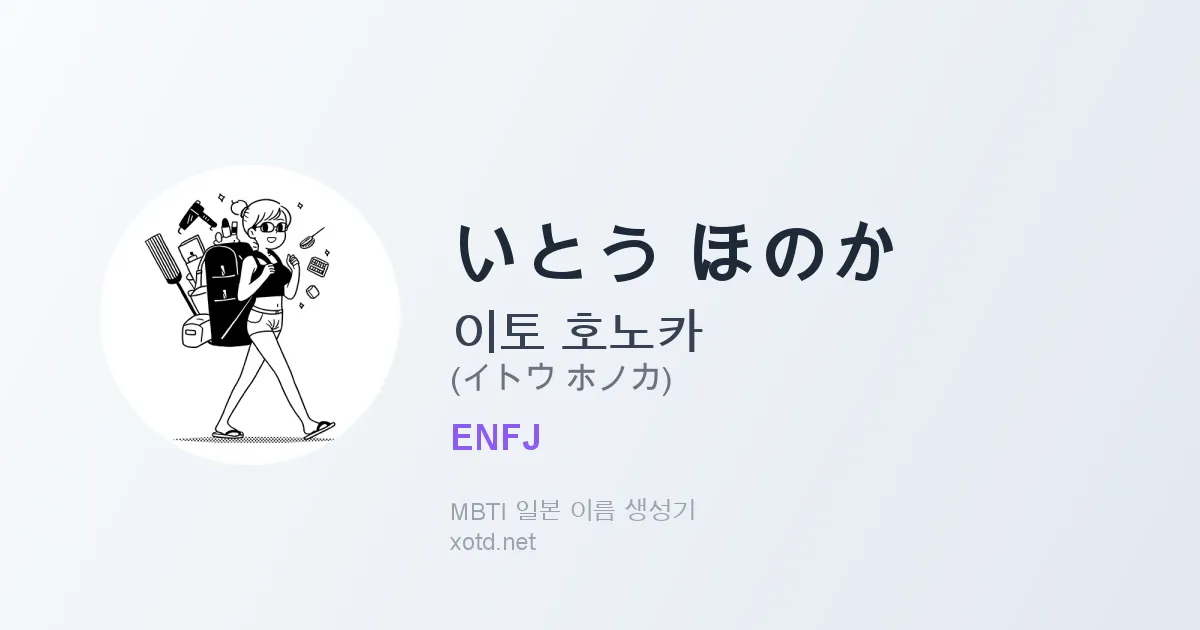 いとう ほのか
이토 호노카
(イトウ ホノカ)
ENFJ
MBTI 일본 이름 생성기
xotd.net